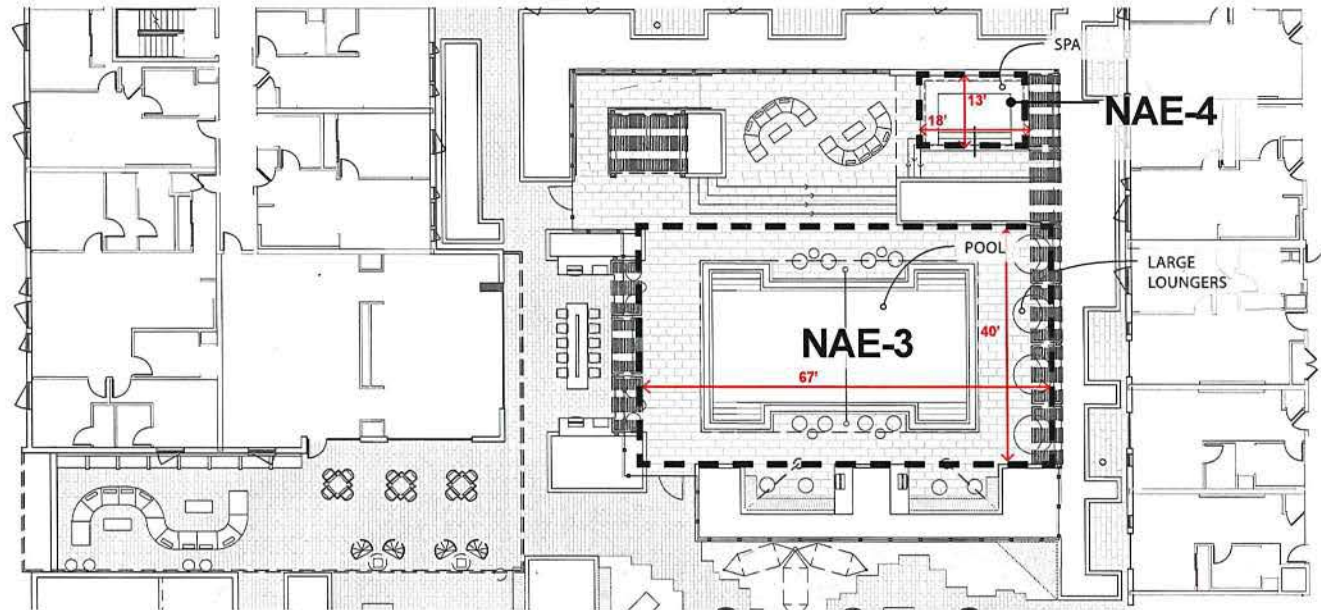 SPA
13'
NAE-4
18'
POOL
LARGE
LOUNGERS
NAE-3
40'
67'